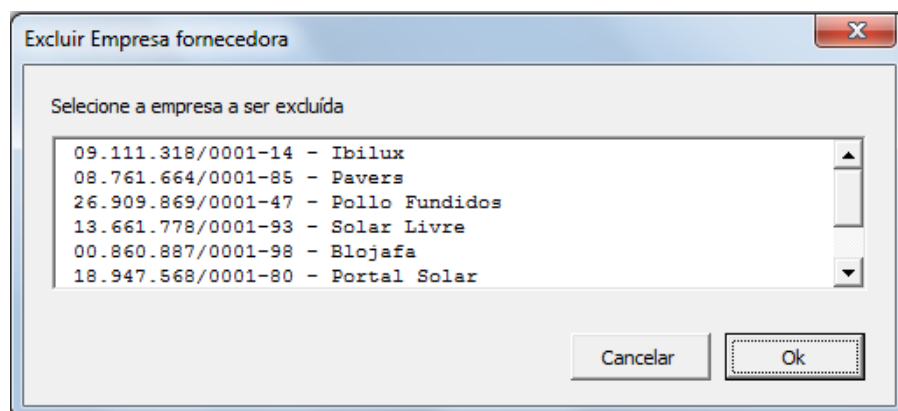 Excluir Empresa fornecedora
Selecione a empresa a ser excluída
09.111.318/0001-14 - Ibilux
08.761.664/0001-85 - Pavers
26.909.869/0001-47 - Pollo Fundidos
13.661.778/0001-93 - Solar Livre
00.860.887/0001-98 - Blojafa
18.947.568/0001-80 - Portal Solar
Cancelar Ok